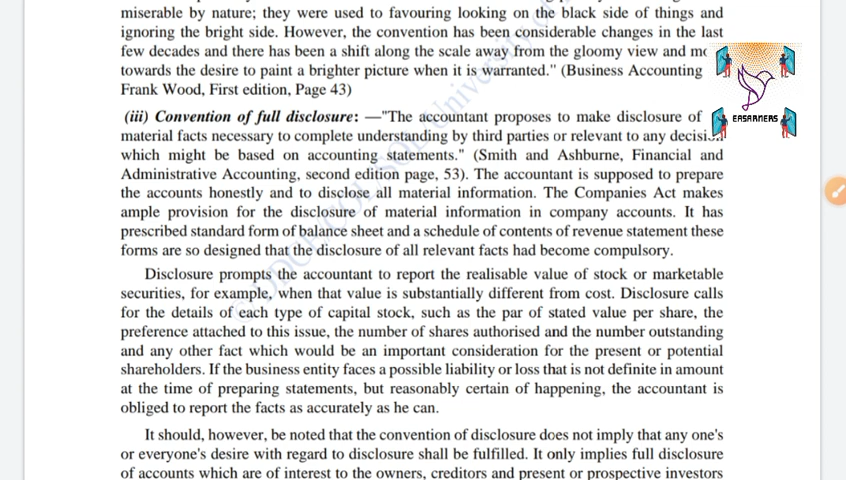 miserable by nature; they were used to favouring looking on the black side of things and
ignoring the bright side. However, the convention has been considerable changes in the last
few decades and there has been a shift along the scale away from the gloomy view and mo
towards the desire to paint a brighter picture when it is warranted." (Business Accounting
Frank Wood, First edition, Page 43)
(iii) Convention of full disclosure: —"The accountant proposes to make disclosure of
material facts necessary to complete understanding by third parties or relevant to any decisi
which might be based on accounting statements." (Smith and Ashburne, Financial and
Administrative Accounting, second edition page, 53). The accountant is supposed to prepare
the accounts honestly and to disclose all material information. The Companies Act makes
ample provision for the disclosure of material information in company accounts. It has
prescribed standard form of balance sheet and a schedule of contents of revenue statement these
forms are so designed that the disclosure of all relevant facts had become compulsory.
Disclosure prompts the accountant to report the realisable value of stock or marketable
securities, for example, when that value is substantially different from cost. Disclosure calls
for the details of each type of capital stock, such as the par of stated value per share, the
preference attached to this issue, the number of shares authorised and the number outstanding
and any other fact which would be an important consideration for the present or potential
shareholders. If the business entity faces a possible liability or loss that is not definite in amount
at the time of preparing statements, but reasonably certain of happening, the accountant is
obliged to report the facts as accurately as he can.
It should, however, be noted that the convention of disclosure does not imply that any one's
or everyone's desire with regard to disclosure shall be fulfilled. It only implies full disclosure
of accounts which are of interest to the owners, creditors and present or prospective investors